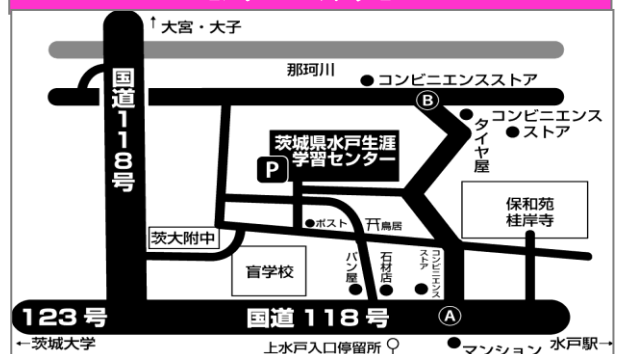 ↑大宮・大子
那珂川
●コンビニエンスストア
国道118号
B
コンビニエンス
●ストア
タイヤ屋
茨城県水戸生涯
学習センター
P
保和苑
桂岸寺
●ポスト
鳥居
茨大附中
盲学校
パン屋
石材店
コンビニエンス
ストア
123号
国道118号
A
←茨城大学
上水戸入口停留所
●マンション
水戸駅→